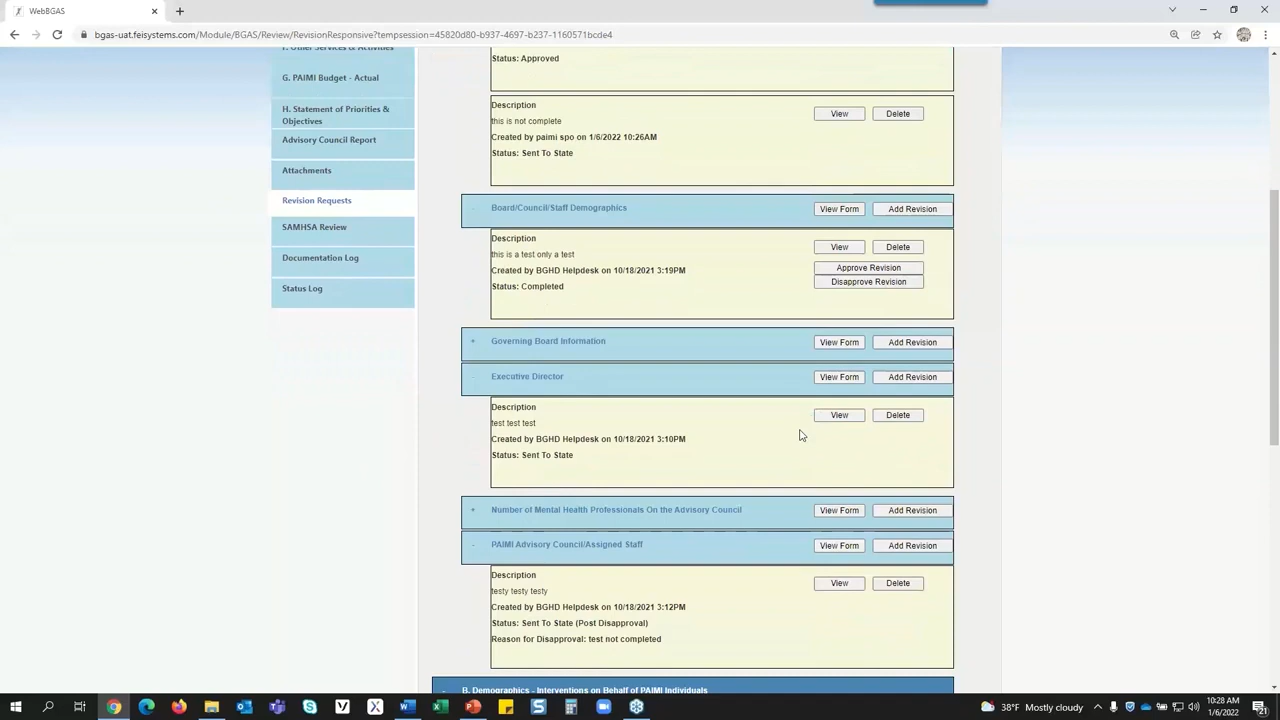 WebBGAS
bgas-uat.feisystems.com/Module/BGAS/Review/RevisionResponsive?tempsession=45820d80-b937-4697-b237-1160571bcde4
F. Other Services & Activities
G. PAIMI Budget - Actual
H. Statement of Priorities &
Objectives
Advisory Council Report
Attachments
Revision Requests
SAMHSA Review
Documentation Log
Status Log
Status: Approved
Description
View Delete
this is not complete
Created by paimi spo on 1/6/2022 10:26AM
Status: Sent To State
- Board/Council/Staff Demographics View Form Add Revision
Description
View Delete
this is a test only a test
Created by BGHD Helpdesk on 10/18/2021 3:19PM
Approve Revision
Status: Completed
Disapprove Revision
+ Governing Board Information View Form Add Revision
- Executive Director View Form Add Revision
Description
View Delete
test test test
Created by BGHD Helpdesk on 10/18/2021 3:10PM
Status: Sent To State
+ Number of Mental Health Professionals On the Advisory Council View Form Add Revision
- PAIMI Advisory Council/Assigned Staff View Form Add Revision
Description
View Delete
testy testy testy
Created by BGHD Helpdesk on 10/18/2021 3:12PM
Status: Sent To State (Post Disapproval)
Reason for Disapproval: test not completed
- B. Demographics - Interventions on Behalf of PAIMI Individuals
38°F Mostly cloudy
10:28 AM
1/6/2022